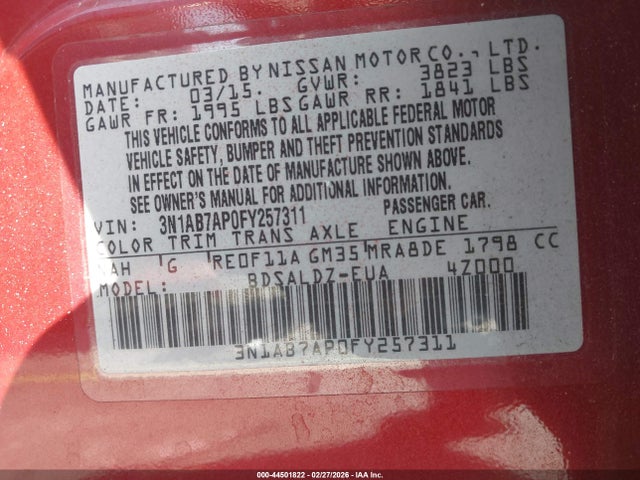 MANUFACTURED BY NISSAN MOTOR CO., LTD.
DATE: 03/15. GVWR: 3823 LBS
GAWR FR: 1995 LBS GAWR RR: 1841 LBS
THIS VEHICLE CONFORMS TO ALL APPLICABLE FEDERAL MOTOR
VEHICLE SAFETY, BUMPER AND THEFT PREVENTION STANDARDS
IN EFFECT ON THE DATE OF MANUFACTURE SHOWN ABOVE.
SEE OWNER'S MANUAL FOR ADDITIONAL INFORMATION.
VIN: 3N1AB7AP0FY257311 PASSENGER CAR.
COLOR TRIM TRANS AXLE ENGINE
NAH G RE0F11A GM35 MRA8DE 1798 CC
MODEL: BDSALDZ-EUA 4Z000
3N1AB7AP0FY257311
000-44501822 - 02/27/2026 - IAA Inc.